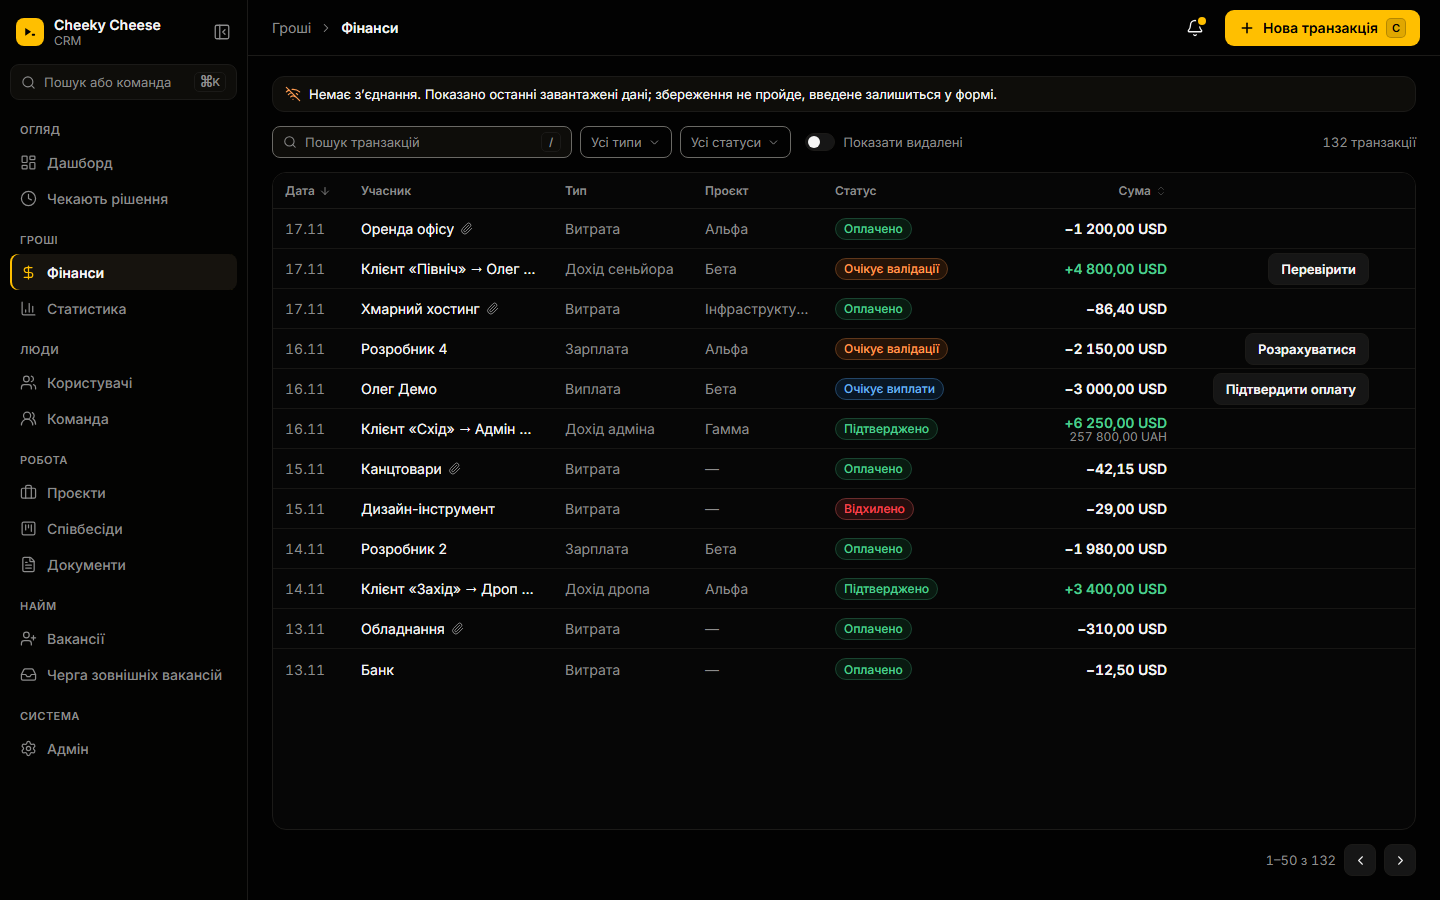 Cheeky Cheese
CRM
Пошук або команда ⌘K
ОГЛЯД
Дашборд
Чекають рішення
ГРОШІ
Фінанси
Статистика
ЛЮДИ
Користувачі
Команда
РОБОТА
Проєкти
Співбесіди
Документи
НАЙМ
Вакансії
Черга зовнішніх вакансій
СИСТЕМА
Адмін
Гроші > Фінанси
+ Нова транзакція C
Немає з’єднання. Показано останні завантажені дані; збереження не пройде, введене залишиться у формі.
Пошук транзакцій / Усі типи Усі статуси Показати видалені 132 транзакції
Дата ↓ Учасник Тип Проєкт Статус Сума
17.11 Оренда офісу Витрата Альфа Оплачено −1 200,00 USD
17.11 Клієнт «Північ» → Олег ... Дохід сеньйора Бета Очікує валідації +4 800,00 USD Перевірити
17.11 Хмарний хостинг Витрата Інфраструкту... Оплачено −86,40 USD
16.11 Розробник 4 Зарплата Альфа Очікує валідації −2 150,00 USD Розрахуватися
16.11 Олег Демо Виплата Бета Очікує виплати −3 000,00 USD Підтвердити оплату
16.11 Клієнт «Схід» → Адмін ... Дохід адміна Гамма Підтверджено +6 250,00 USD
257 800,00 UAH
15.11 Канцтовари Витрата — Оплачено −42,15 USD
15.11 Дизайн-інструмент Витрата — Відхилено −29,00 USD
14.11 Розробник 2 Зарплата Бета Оплачено −1 980,00 USD
14.11 Клієнт «Захід» → Дроп ... Дохід дропа Альфа Підтверджено +3 400,00 USD
13.11 Обладнання Витрата — Оплачено −310,00 USD
13.11 Банк Витрата — Оплачено −12,50 USD
1–50 з 132